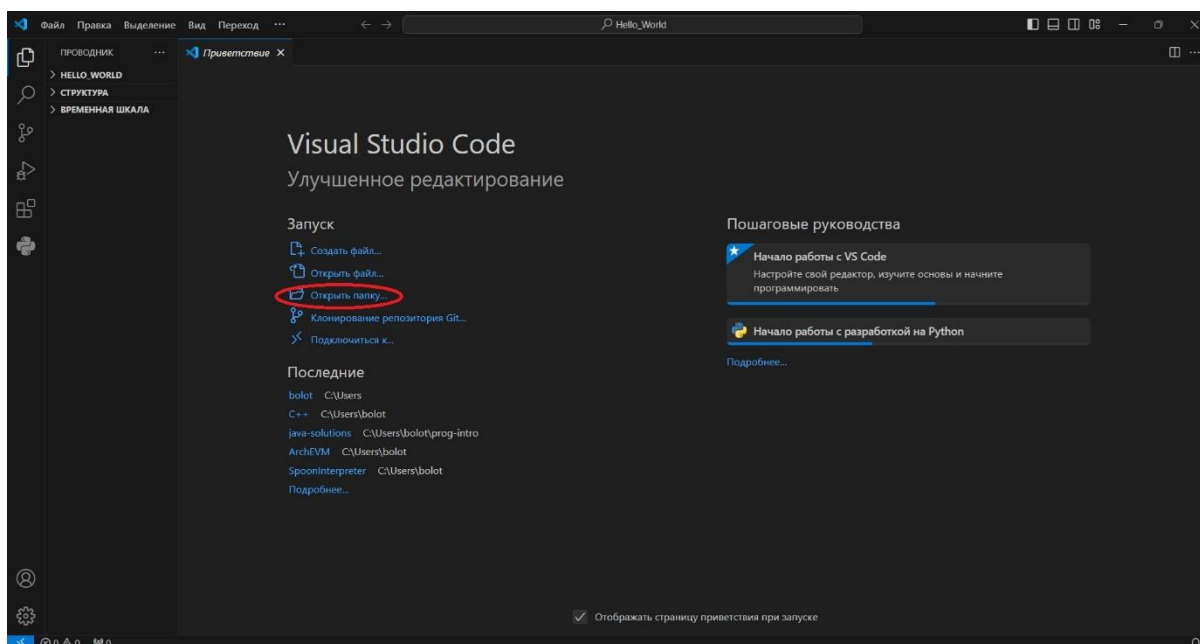 Файл Правка Выделение Вид Переход ··· Hello_World
ПРОВОДНИК ···
Приветствие
HELLO_WORLD
СТРУКТУРА
ВРЕМЕННАЯ ШКАЛА
Visual Studio Code
Улучшенное редактирование
Запуск
Создать файл...
Открыть файл...
Открыть папку...
Клонирование репозитория Git...
Подключиться к...
Последние
bolot C:\Users
C++ C:\Users\bolot
java-solutions C:\Users\bolot\prog-intro
ArchEVM C:\Users\bolot
SpoonInterpreter C:\Users\bolot
Подробнее...
Пошаговые руководства
Начало работы с VS Code
Настройте свой редактор, изучите основы и начните
программировать
Начало работы с разработкой на Python
Подробнее...
Отображать страницу приветствия при запуске
0 0 0